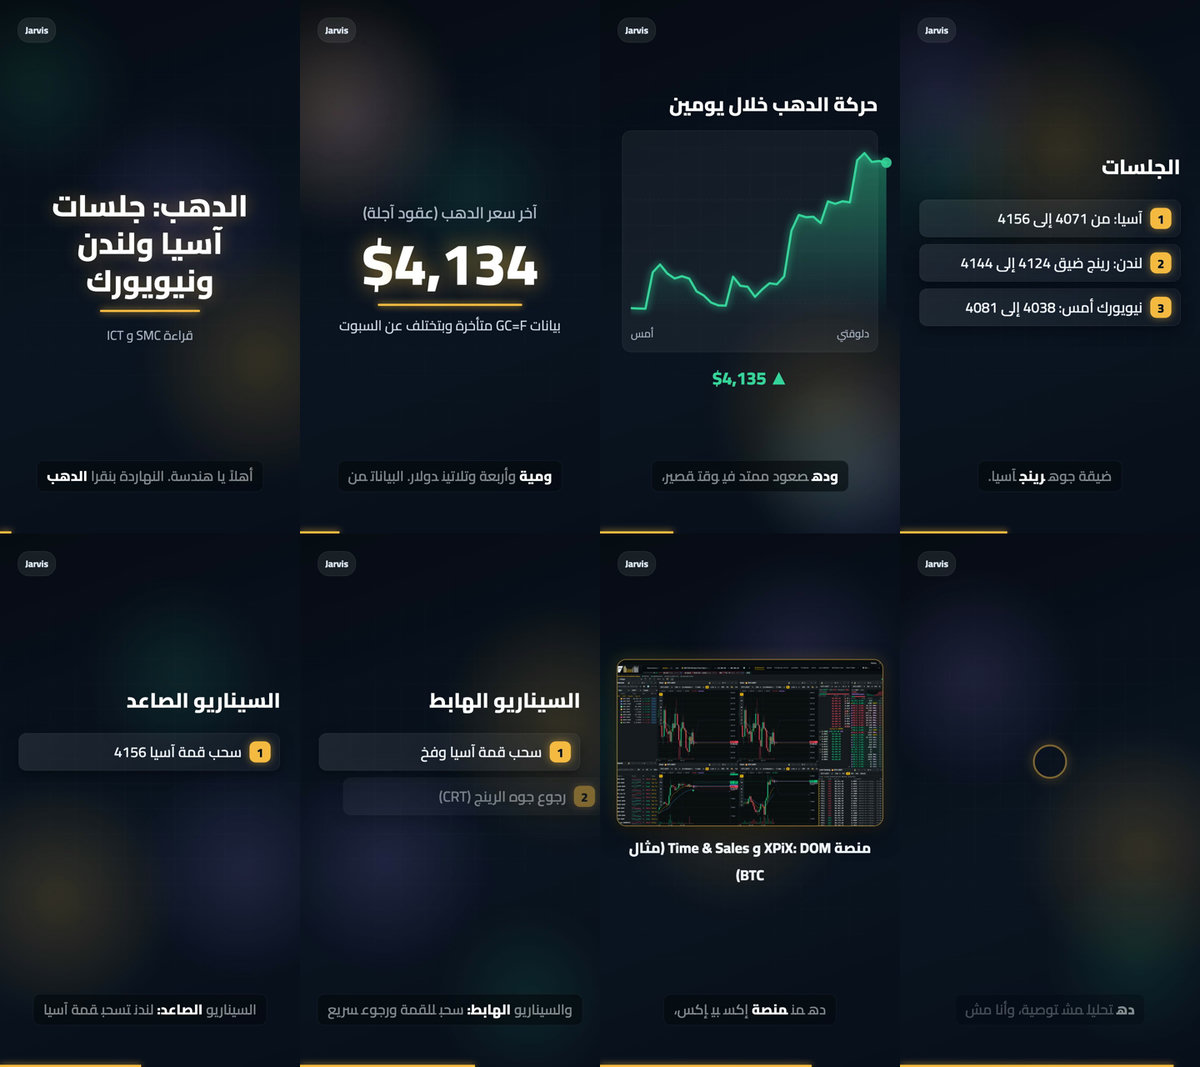 Jarvis
الدهب: جلسات
آسيا ولندن
ونيويورك
قراءة SMC و ICT
أهلاً يا هندسة. النهاردة بنقرا الدهب
Jarvis
آخر سعر الدهب (عقود آجلة)
$4,134
بيانات GC=F متأخرة وبتختلف عن السبوت
ومية وأربعة وتلاتين دولار. البيانات من
Jarvis
حركة الدهب خلال يومين
أمس
دلوقتي
$4,135 ▲
وده صعود ممتد في وقت قصير،
Jarvis
الجلسات
1 آسيا: من 4071 إلى 4156
2 لندن: رينج ضيق 4124 إلى 4144
3 نيويورك أمس: 4038 إلى 4081
ضيقة جوه رينج آسيا.
Jarvis
السيناريو الصاعد
1 سحب قمة آسيا 4156
السيناريو الصاعد: لندن تسحب قمة آسيا
Jarvis
السيناريو الهابط
1 سحب قمة آسيا وفخ
2 رجوع جوه الرينج (CRT)
والسيناريو الهابط: سحب للقمة ورجوع سريع
Jarvis
منصة XPiX: DOM و Time & Sales (مثال
BTC)
ده من منصة إكس بي إكس،
Jarvis
ده تحليل مش توصية، وأنا مش